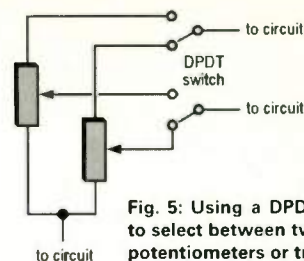 to circuit
DPDT
switch
to circuit
to circuit
Fig. 5: Using a DPD
to select between tw
potentiometers or tr